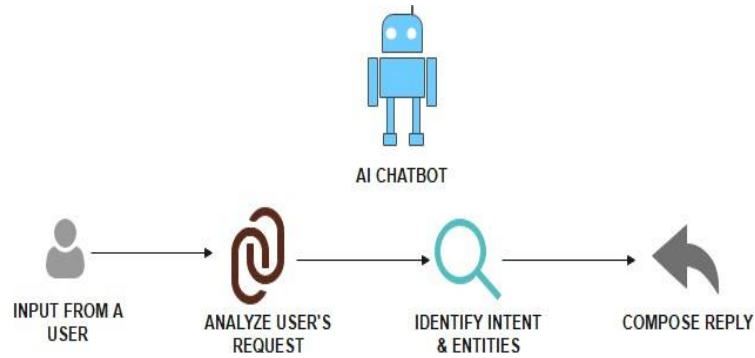 AI CHATBOT
INPUT FROM A
USER
ANALYZE USER'S
REQUEST
IDENTIFY INTENT
& ENTITIES
COMPOSE REPLY